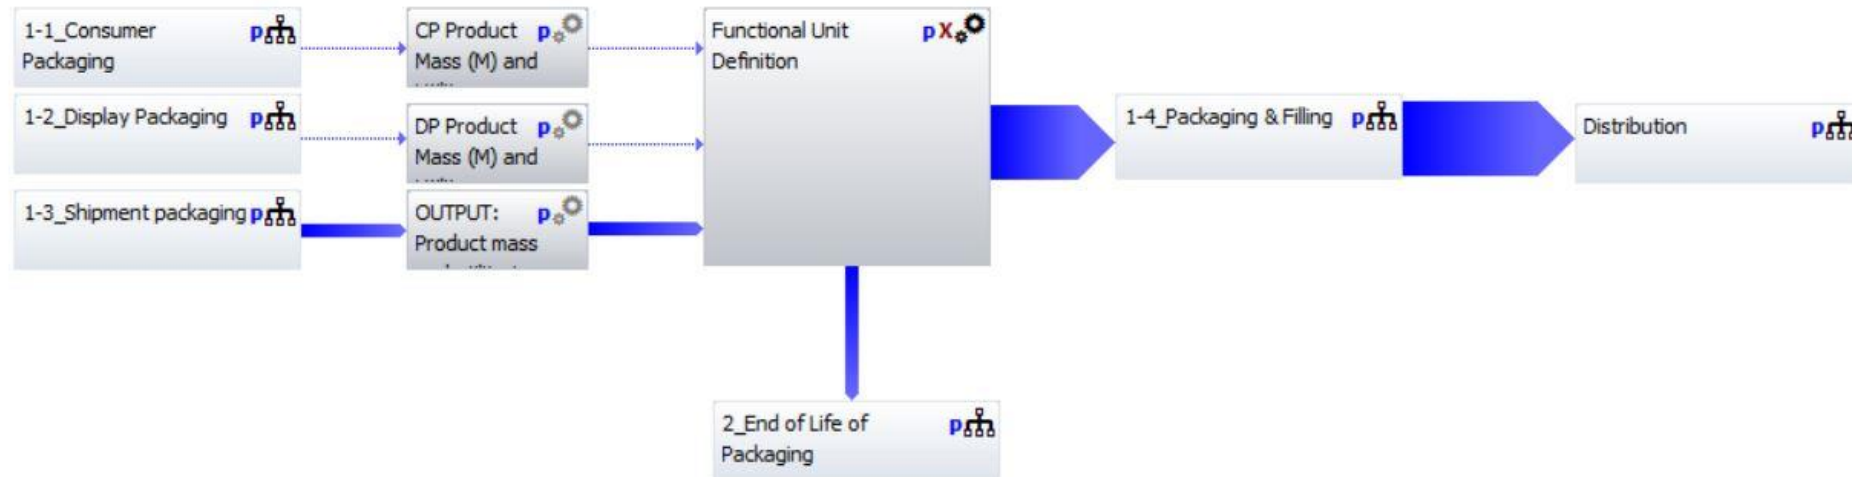 1-1_Consumer
Packaging
p
CP Product
Mass (M) and
p
Functional Unit
Definition
pX
1-2_Display Packaging
p
DP Product
Mass (M) and
p
1-4_Packaging & Filling
p
Distribution
p
1-3_Shipment packaging
p
OUTPUT:
Product mass
p
2_End of Life of
Packaging
p